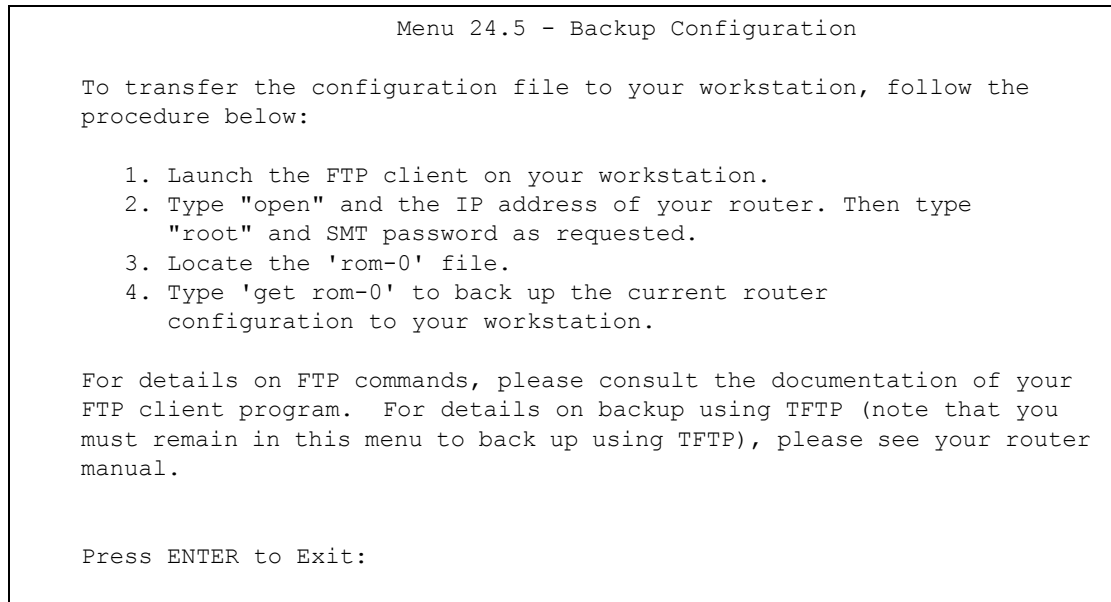 Menu 24.5 - Backup Configuration
To transfer the configuration file to your workstation, follow the
procedure below:
1. Launch the FTP client on your workstation.
2. Type "open" and the IP address of your router. Then type
"root" and SMT password as requested.
3. Locate the 'rom-0' file.
4. Type 'get rom-0' to back up the current router
configuration to your workstation.
For details on FTP commands, please consult the documentation of your
FTP client program.  For details on backup using TFTP (note that you
must remain in this menu to back up using TFTP), please see your router
manual.
Press ENTER to Exit: